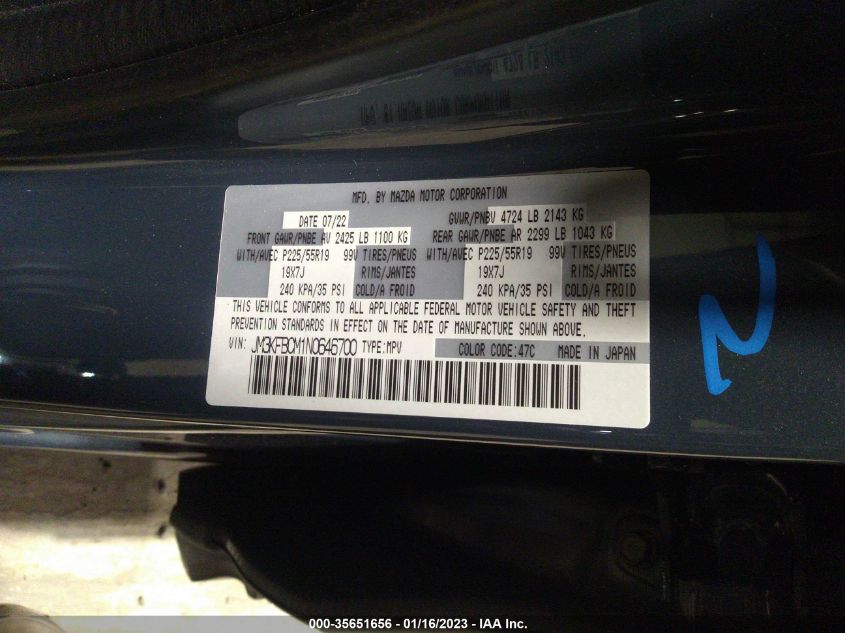 MFD. BY MAZDA MOTOR CORPORATION
DATE 07/22 GVWR/PNBV 4724 LB 2143 KG
FRONT GAWR/PNBE AV 2425 LB 1100 KG REAR GAWR/PNBE AR 2299 LB 1043 KG
WITH/AVEC P225/55R19 99V TIRES/PNEUS WITH/AVEC P225/55R19 99V TIRES/PNEUS
19X7J RIMS/JANTES 19X7J RIMS/JANTES
240 KPA/35 PSI COLD/A FROID 240 KPA/35 PSI COLD/A FROID
THIS VEHICLE CONFORMS TO ALL APPLICABLE FEDERAL MOTOR VEHICLE SAFETY AND THEFT
PREVENTION STANDARDS IN EFFECT ON THE DATE OF MANUFACTURE SHOWN ABOVE.
VIN: JM3KFBCM1N0646700 TYPE:MPV COLOR CODE:47C MADE IN JAPAN
2
000-35651656 - 01/16/2023 - IAA Inc.